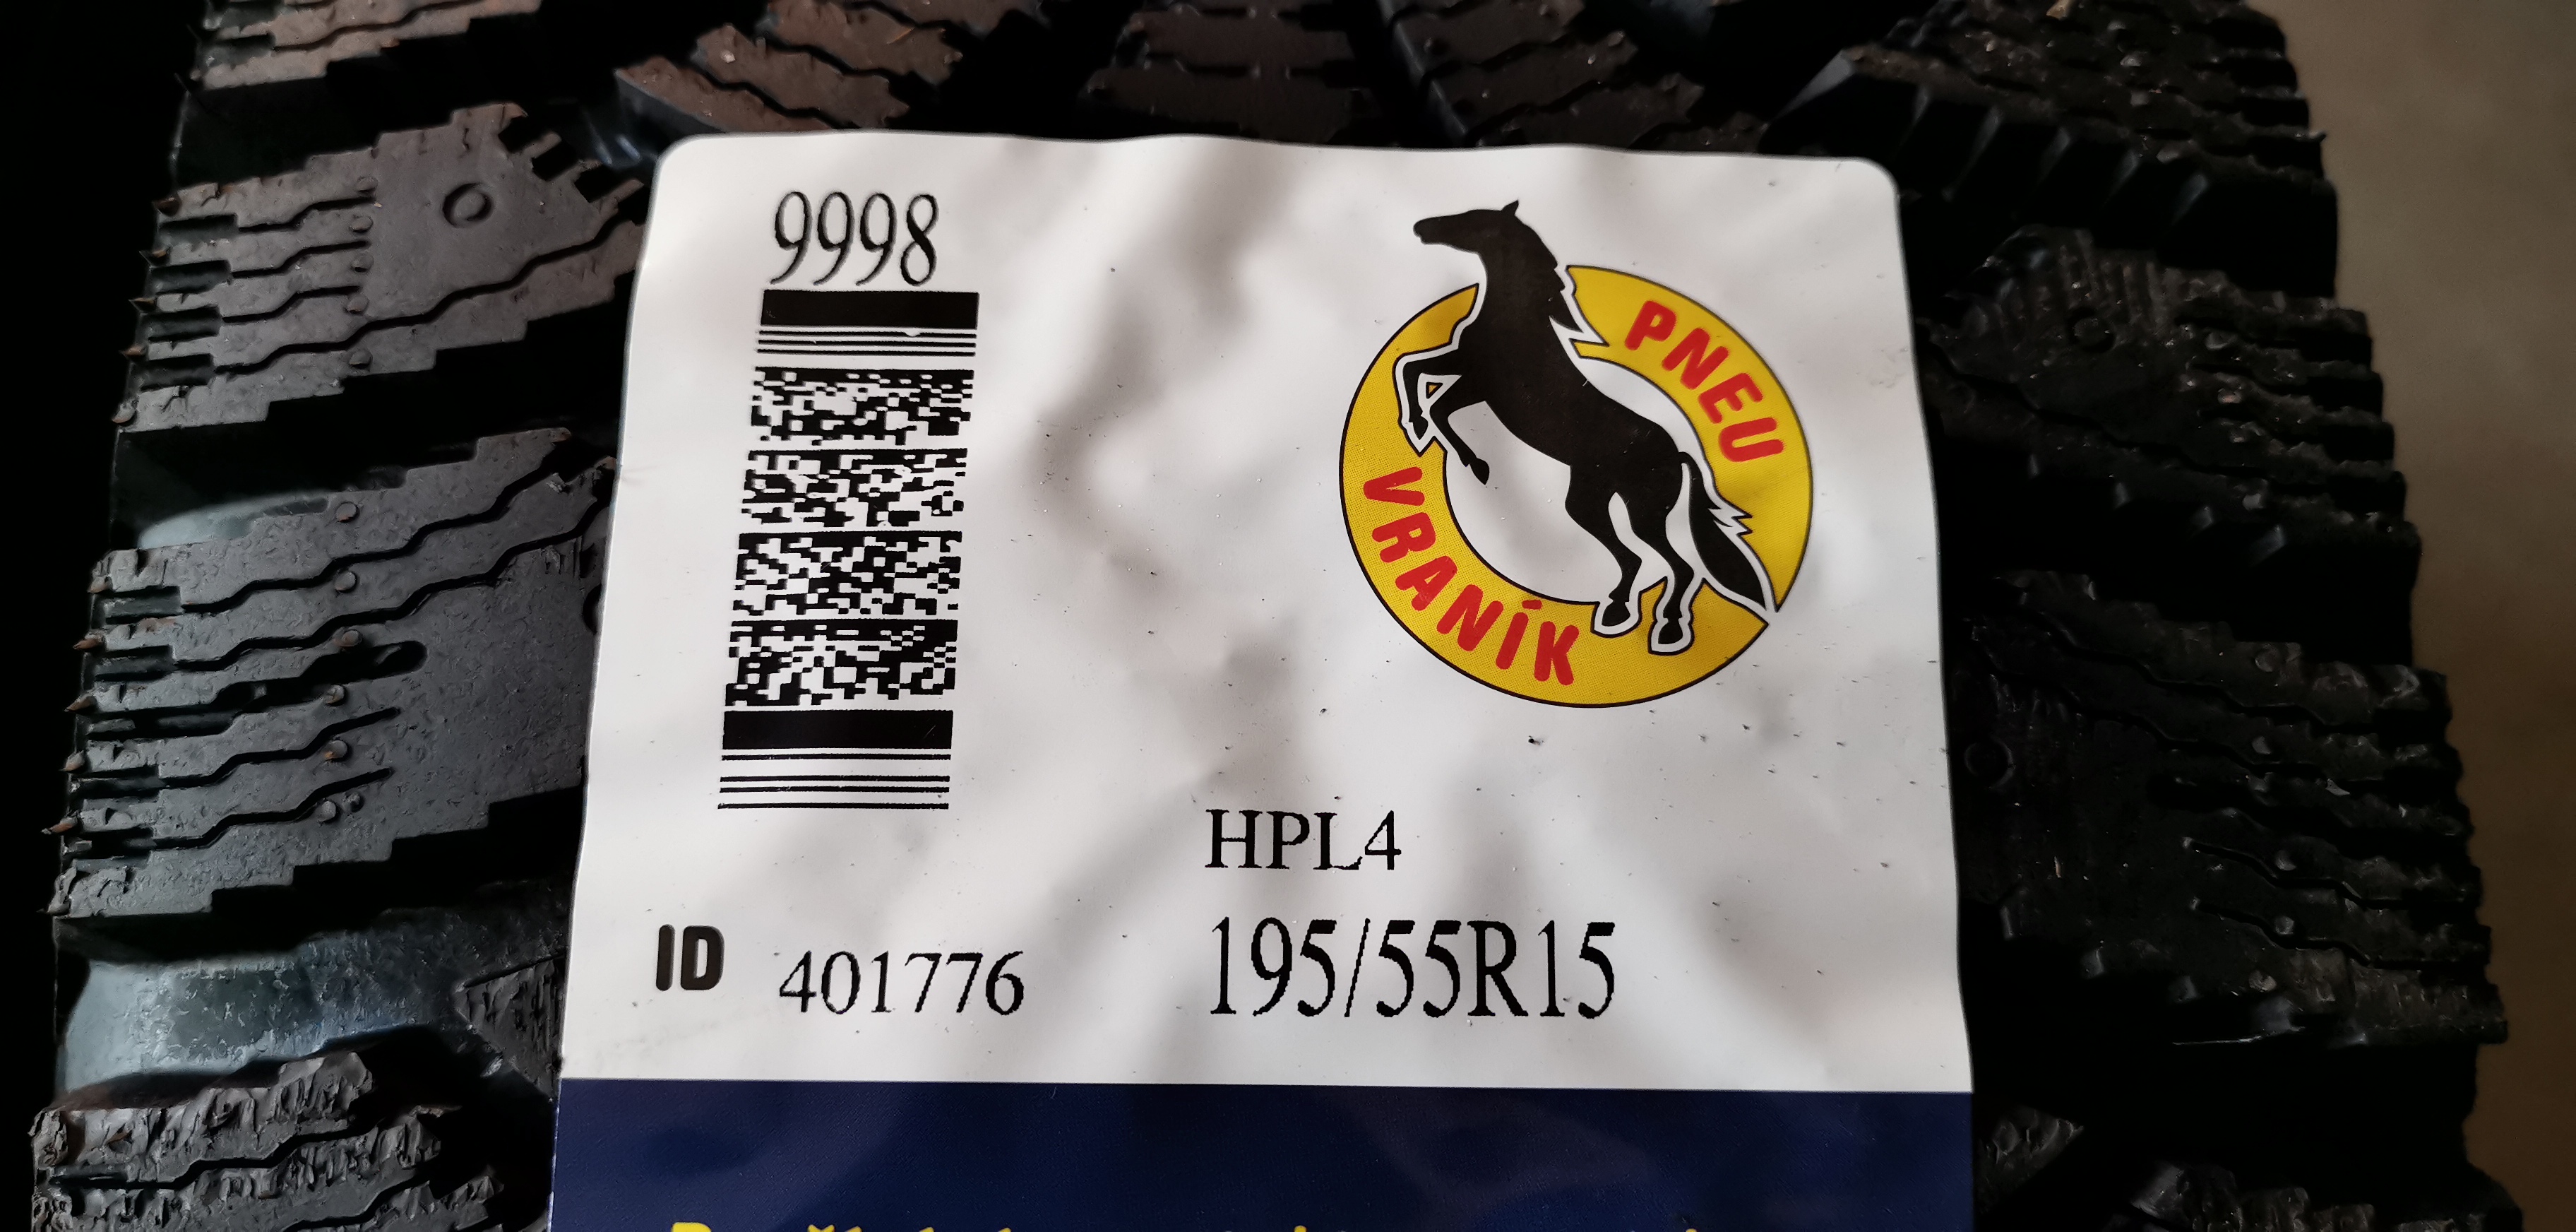 9998
PNEU
VRANÍK
HPL4
ID 401776
195/55R15